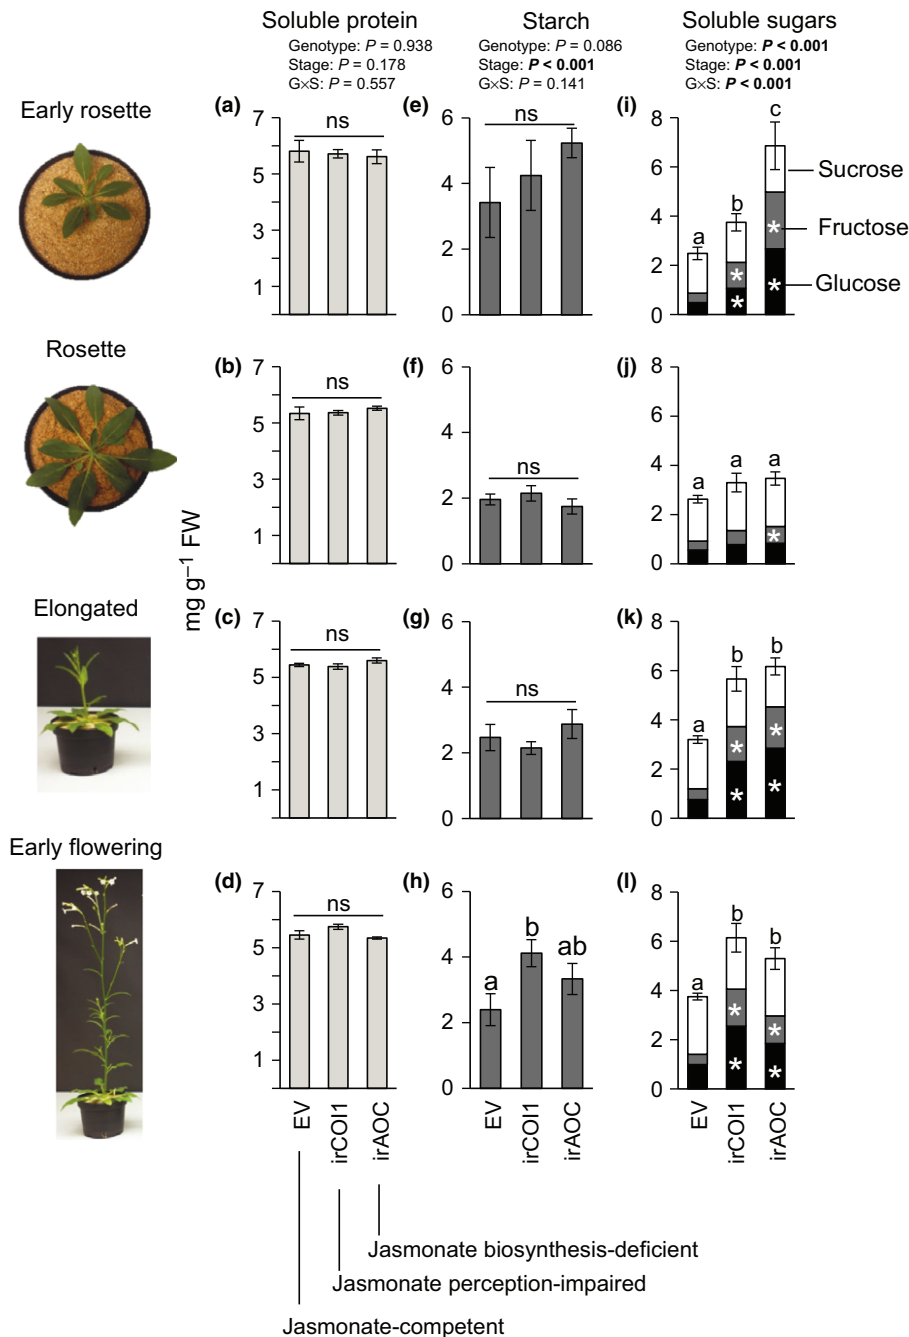 Soluble protein
Genotype: P = 0.938
Stage: P = 0.178
G×S: P = 0.557
Starch
Genotype: P = 0.086
Stage: P < 0.001
G×S: P = 0.141
Soluble sugars
Genotype: P < 0.001
Stage: P < 0.001
G×S: P < 0.001
Early rosette
(a)
7
5
3
1
ns
(e)
6
4
2
0
ns
(i)
8
6
4
2
0
a
b
c
*
*
*
*
Sucrose
Fructose
Glucose
Rosette
(b)
7
5
3
1
ns
(f)
6
4
2
0
ns
(j)
8
6
4
2
0
a
a
a
*
mg g⁻¹ FW
Elongated
(c)
7
5
3
1
ns
(g)
6
4
2
0
ns
(k)
8
6
4
2
0
a
b
b
*
*
*
*
Early flowering
(d)
7
5
3
1
ns
(h)
6
4
2
0
a
b
ab
(l)
8
6
4
2
0
a
b
b
*
*
*
*
EV
irCOI1
irAOC
EV
irCOI1
irAOC
EV
irCOI1
irAOC
Jasmonate biosynthesis-deficient
Jasmonate perception-impaired
Jasmonate-competent